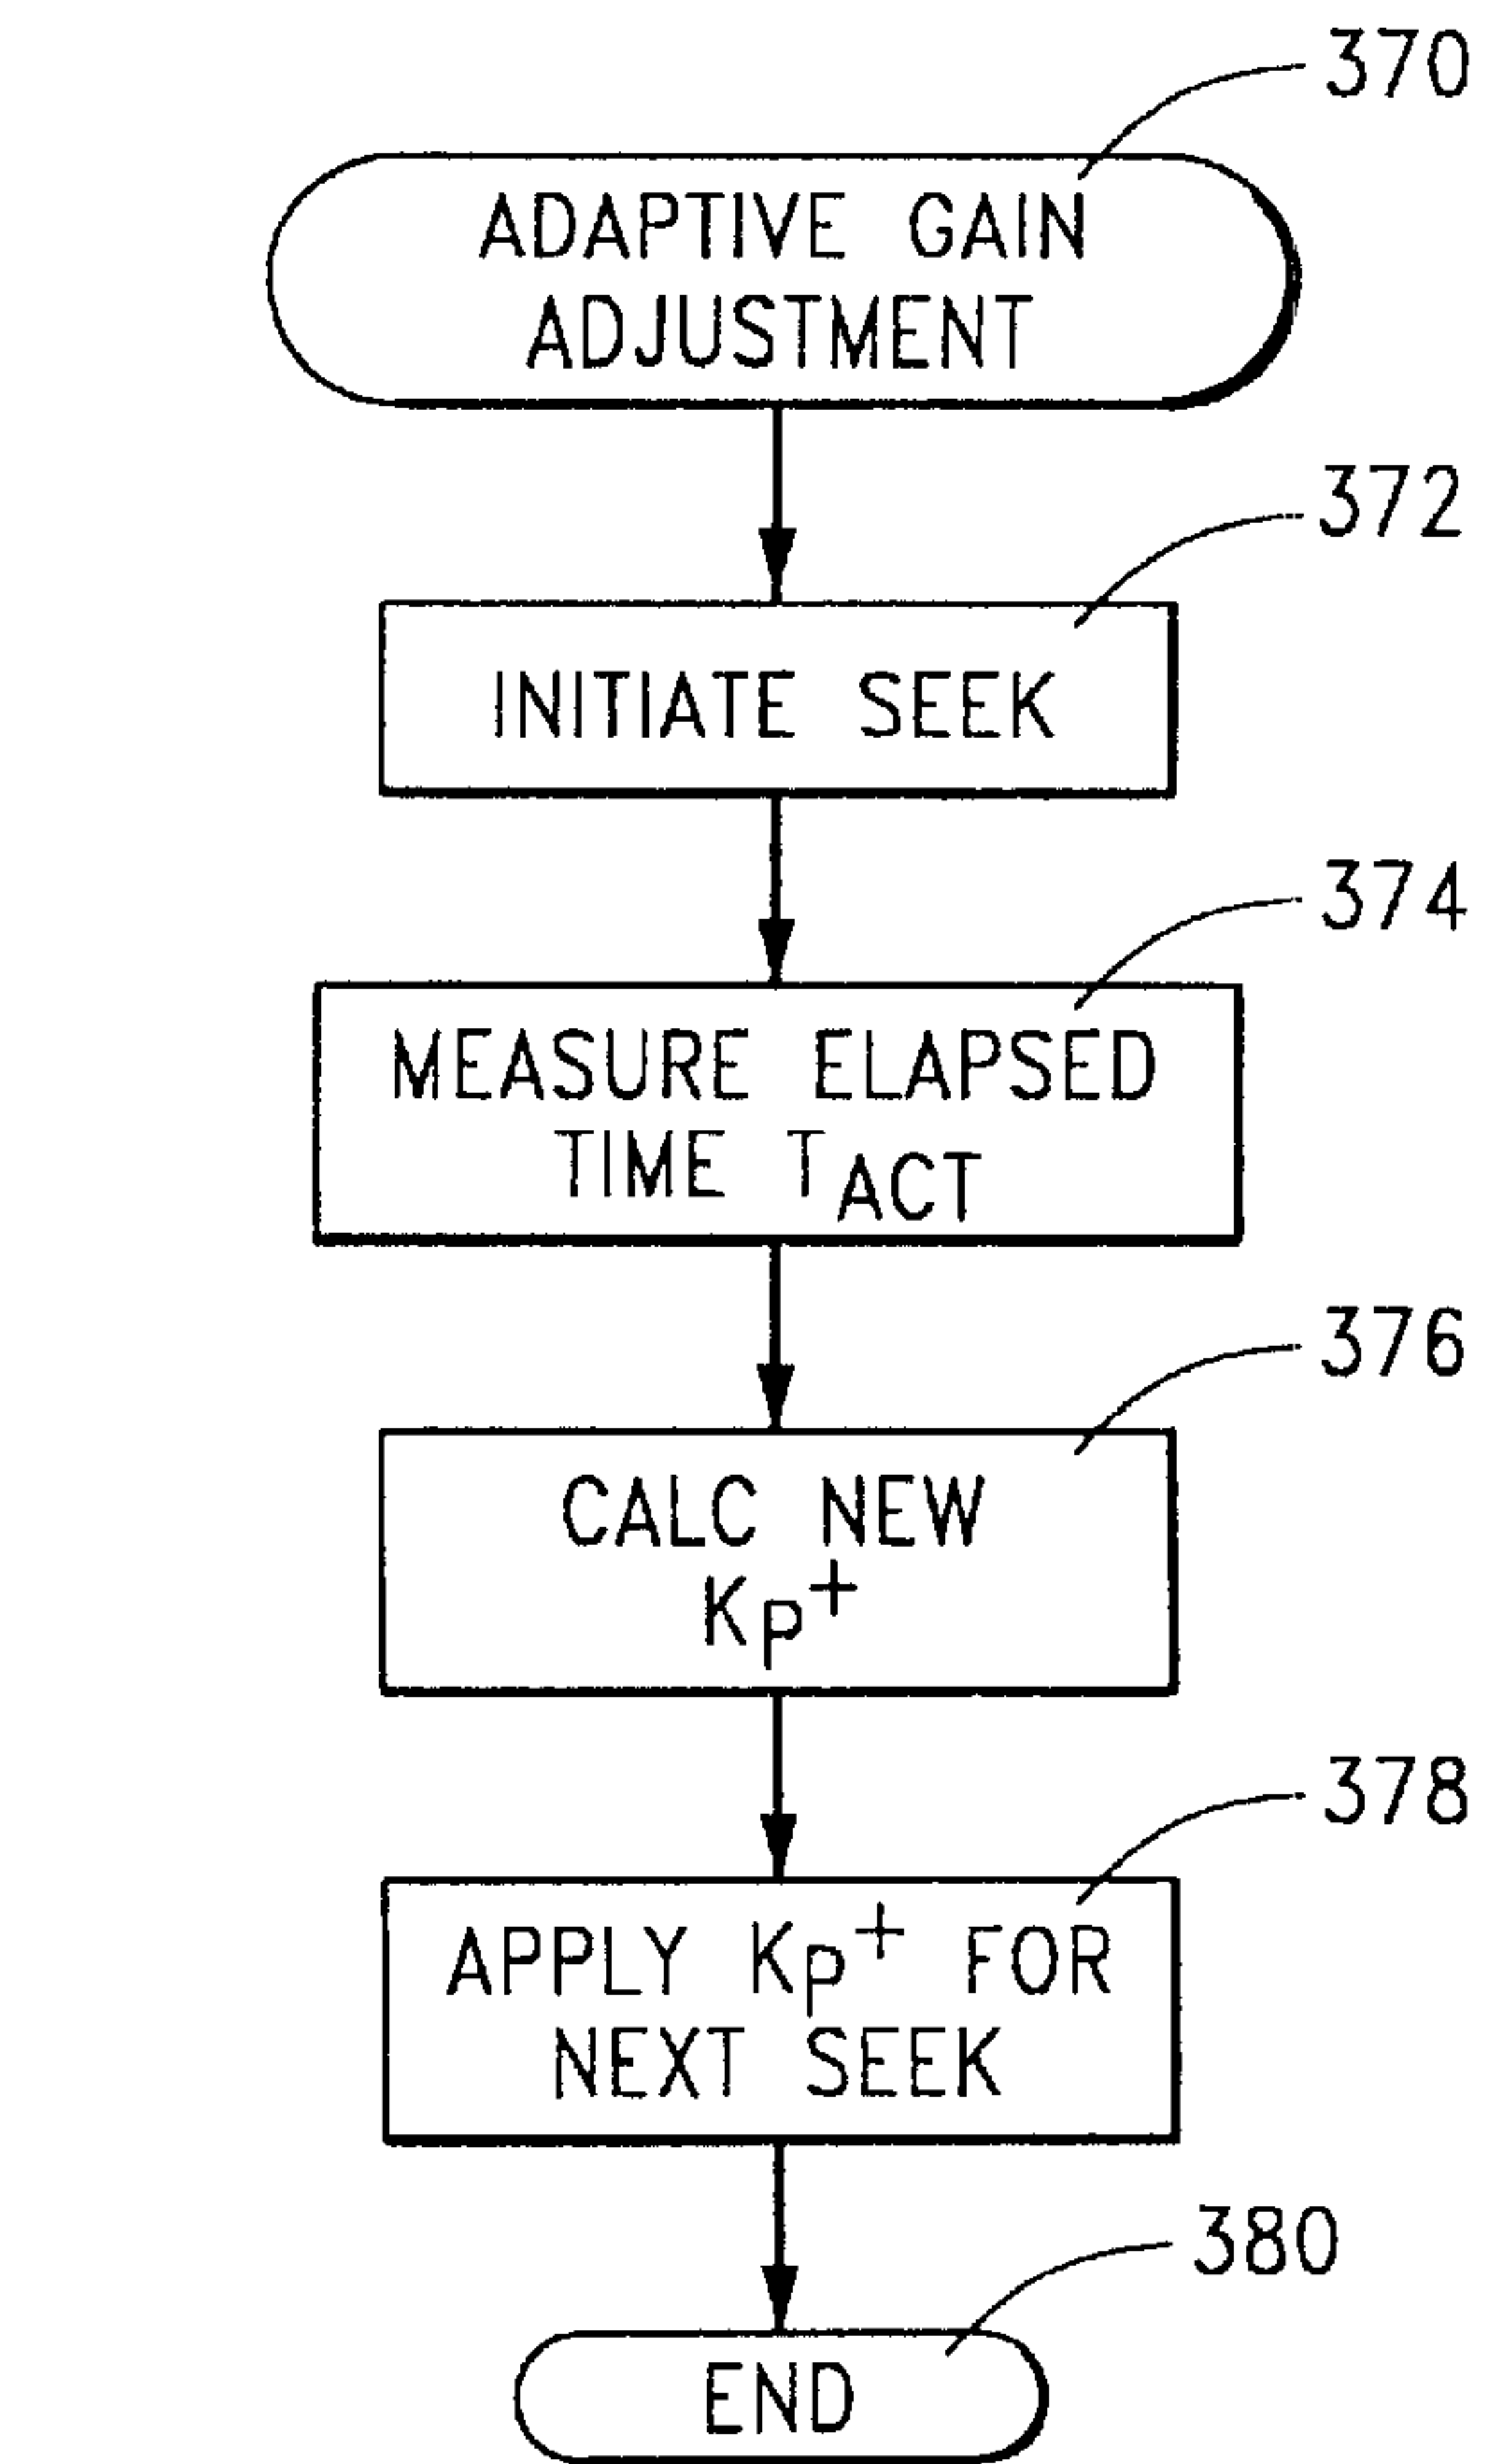 370
ADAPTIVE GAIN
ADJUSTMENT
372
INITIATE SEEK
374
MEASURE ELAPSED
TIME TACT
376
CALC NEW
KP+
378
APPLY KP+ FOR
NEXT SEEK
380
END